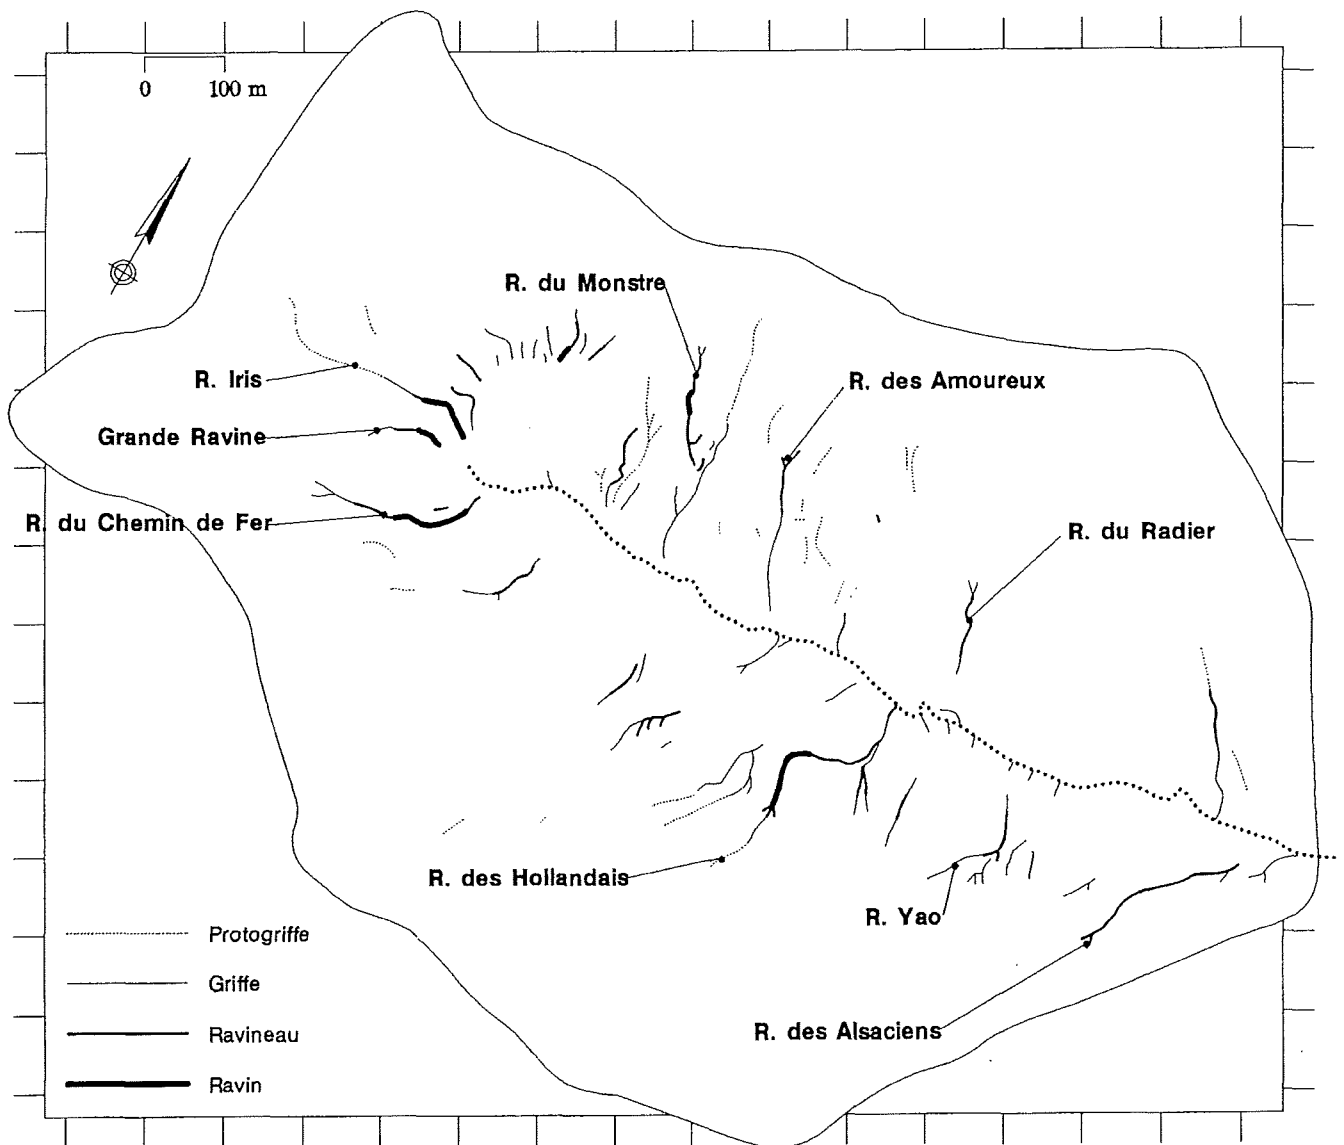 0 100 m
R. du Monstre
R. Iris
R. des Amoureux
Grande Ravine
R. du Chemin de Fer
R. du Radier
R. des Hollandais
R. Yao
Protogriffe
Griffe
R. des Alsaciens
Ravineau
Ravin